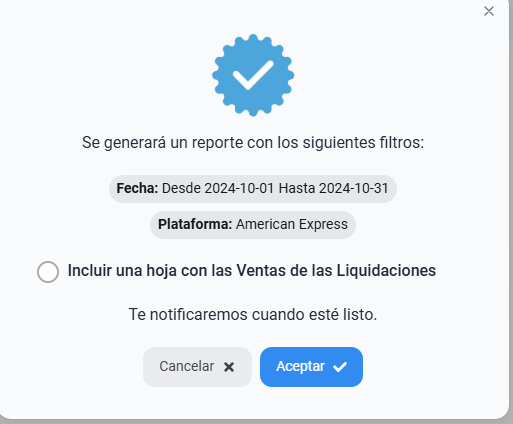 Se generará un reporte con los siguientes filtros:
Fecha: Desde 2024-10-01 Hasta 2024-10-31
Plataforma: American Express
Incluir una hoja con las Ventas de las Liquidaciones
Te notificaremos cuando esté listo.
Cancelar
Aceptar